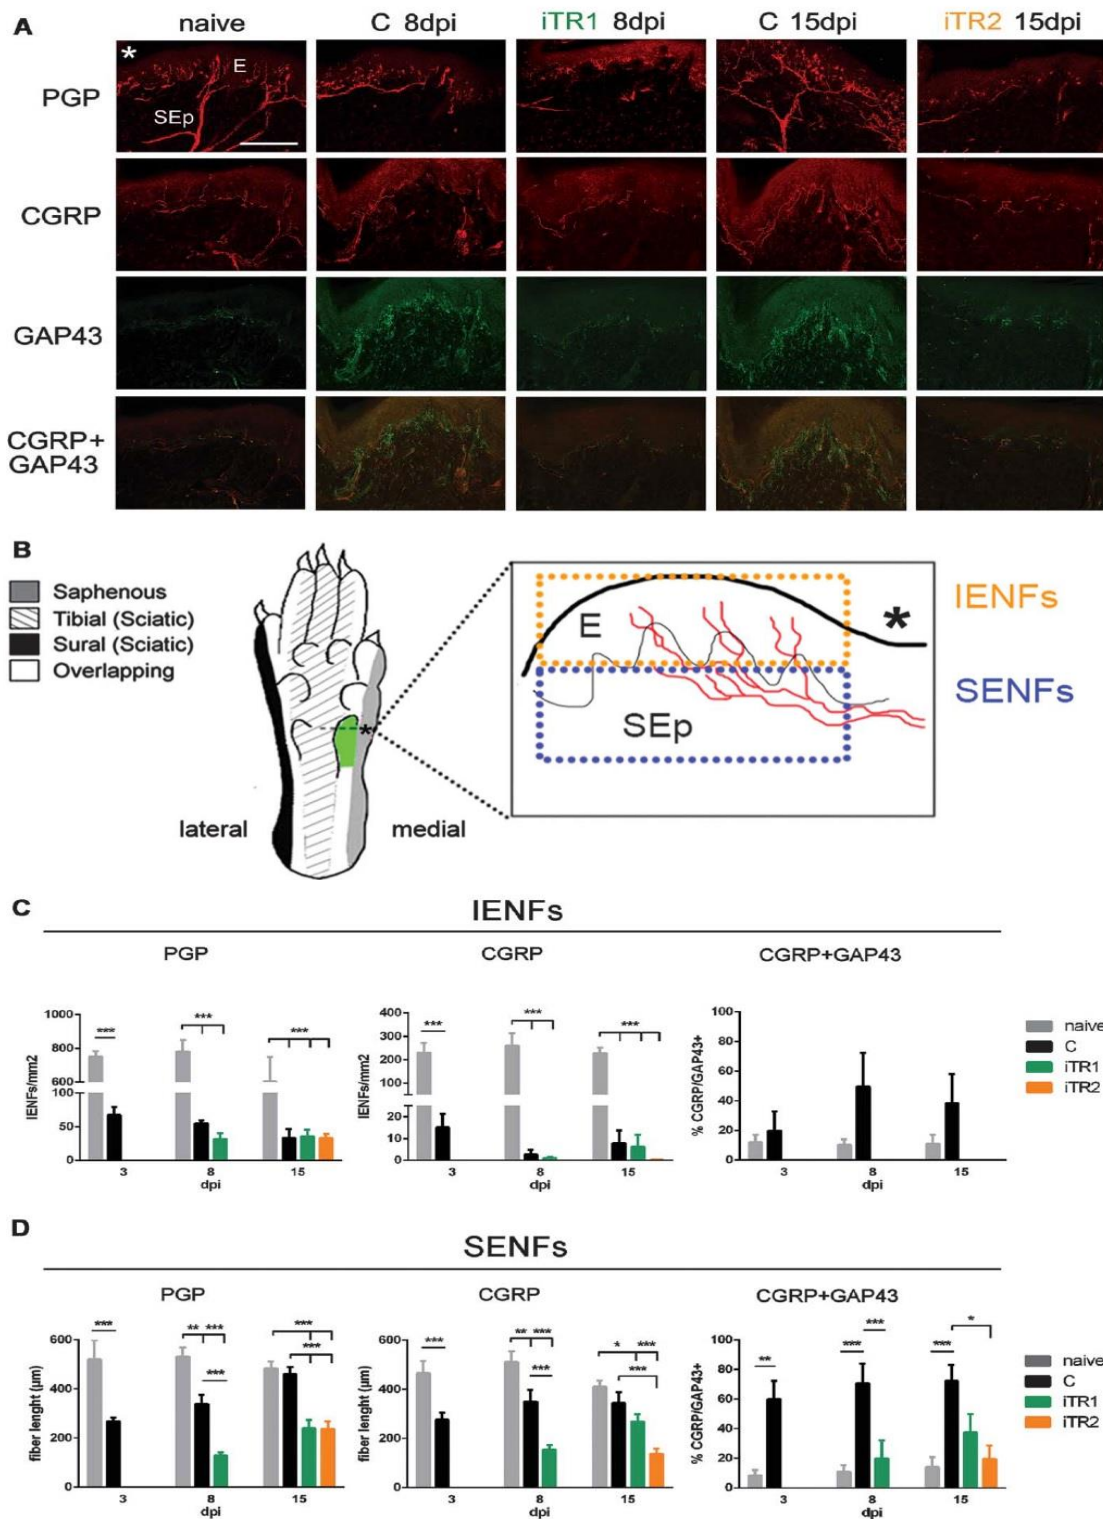 A
naive
C 8dpi
iTR1 8dpi
C 15dpi
iTR2 15dpi
*
E
SEp
PGP
CGRP
GAP43
CGRP+
GAP43
B
Saphenous
Tibial (Sciatic)
Sural (Sciatic)
Overlapping
*
lateral
medial
E
*
SEp
IENFs
SENFs
C
IENFs
PGP
CGRP
CGRP+GAP43
IENFs/mm2
1000
800
600
100
50
0
***
***
***
3
8
15
dpi
IENFs/mm2
400
300
200
100
20
10
0
***
***
***
3
8
15
dpi
% CGRP/GAP43+
100
80
60
40
20
0
3
8
15
dpi
naive
C
iTR1
iTR2
D
SENFs
PGP
CGRP
CGRP+GAP43
fiber lenght (µm)
600
400
200
0
***
** ***
***
***
***
3
8
15
dpi
fiber lenght (µm)
600
400
200
0
***
** ***
***
* ***
***
3
8
15
dpi
% CGRP/GAP43+
100
80
60
40
20
0
**
***
***
***
*
3
8
15
dpi
naive
C
iTR1
iTR2